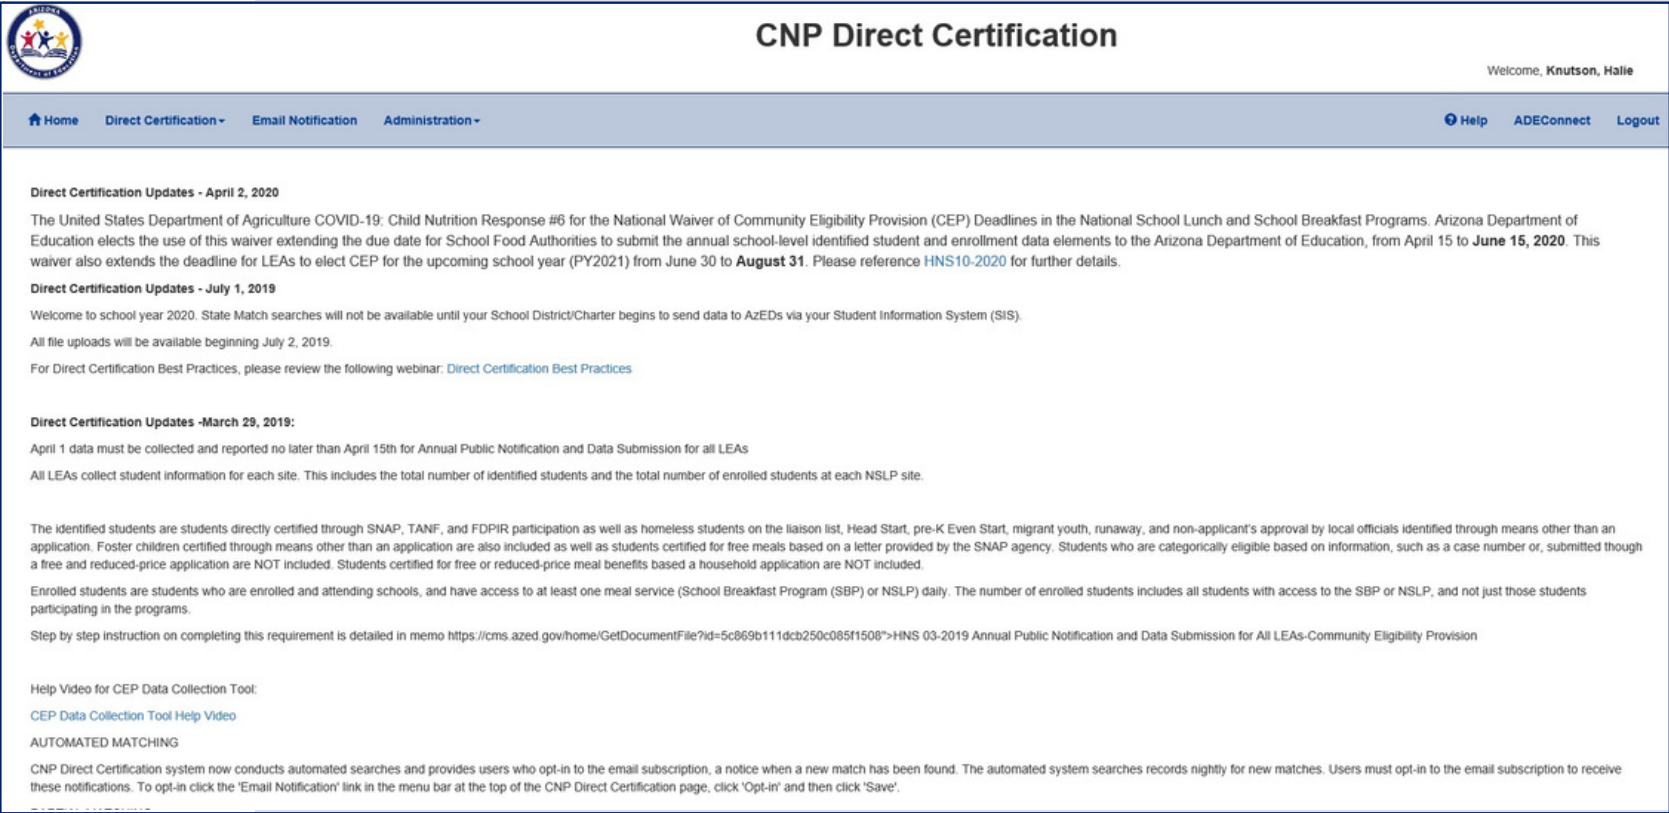 ARIZONA
Department of Education
CNP Direct Certification
Welcome, Knutson, Halie
Home Direct Certification Email Notification Administration Help ADEConnect Logout
Direct Certification Updates - April 2, 2020
The United States Department of Agriculture COVID-19: Child Nutrition Response #6 for the National Waiver of Community Eligibility Provision (CEP) Deadlines in the National School Lunch and School Breakfast Programs. Arizona Department of
Education elects the use of this waiver extending the due date for School Food Authorities to submit the annual school-level identified student and enrollment data elements to the Arizona Department of Education, from April 15 to June 15, 2020. This
waiver also extends the deadline for LEAs to elect CEP for the upcoming school year (PY2021) from June 30 to August 31. Please reference HNS10-2020 for further details.
Direct Certification Updates - July 1, 2019
Welcome to school year 2020. State Match searches will not be available until your School District/Charter begins to send data to AzEDs via your Student Information System (SIS).
All file uploads will be available beginning July 2, 2019.
For Direct Certification Best Practices, please review the following webinar: Direct Certification Best Practices
Direct Certification Updates -March 29, 2019:
April 1 data must be collected and reported no later than April 15th for Annual Public Notification and Data Submission for all LEAs
All LEAs collect student information for each site. This includes the total number of identified students and the total number of enrolled students at each NSLP site.
The identified students are students directly certified through SNAP, TANF, and FDPIR participation as well as homeless students on the liaison list, Head Start, pre-K Even Start, migrant youth, runaway, and non-applicant's approval by local officials identified through means other than an
application. Foster children certified through means other than an application are also included as well as students certified for free meals based on a letter provided by the SNAP agency. Students who are categorically eligible based on information, such as a case number or, submitted though
a free and reduced-price application are NOT included. Students certified for free or reduced-price meal benefits based a household application are NOT included.
Enrolled students are students who are enrolled and attending schools, and have access to at least one meal service (School Breakfast Program (SBP) or NSLP) daily. The number of enrolled students includes all students with access to the SBP or NSLP, and not just those students
participating in the programs.
Step by step instruction on completing this requirement is detailed in memo https://cms.azed.gov/home/GetDocumentFile?id=5c869b111dcb250c085f1508">HNS 03-2019 Annual Public Notification and Data Submission for All LEAs-Community Eligibility Provision
Help Video for CEP Data Collection Tool:
CEP Data Collection Tool Help Video
AUTOMATED MATCHING
CNP Direct Certification system now conducts automated searches and provides users who opt-in to the email subscription, a notice when a new match has been found. The automated system searches records nightly for new matches. Users must opt-in to the email subscription to receive
these notifications. To opt-in click the 'Email Notification' link in the menu bar at the top of the CNP Direct Certification page, click 'Opt-in' and then click 'Save'.